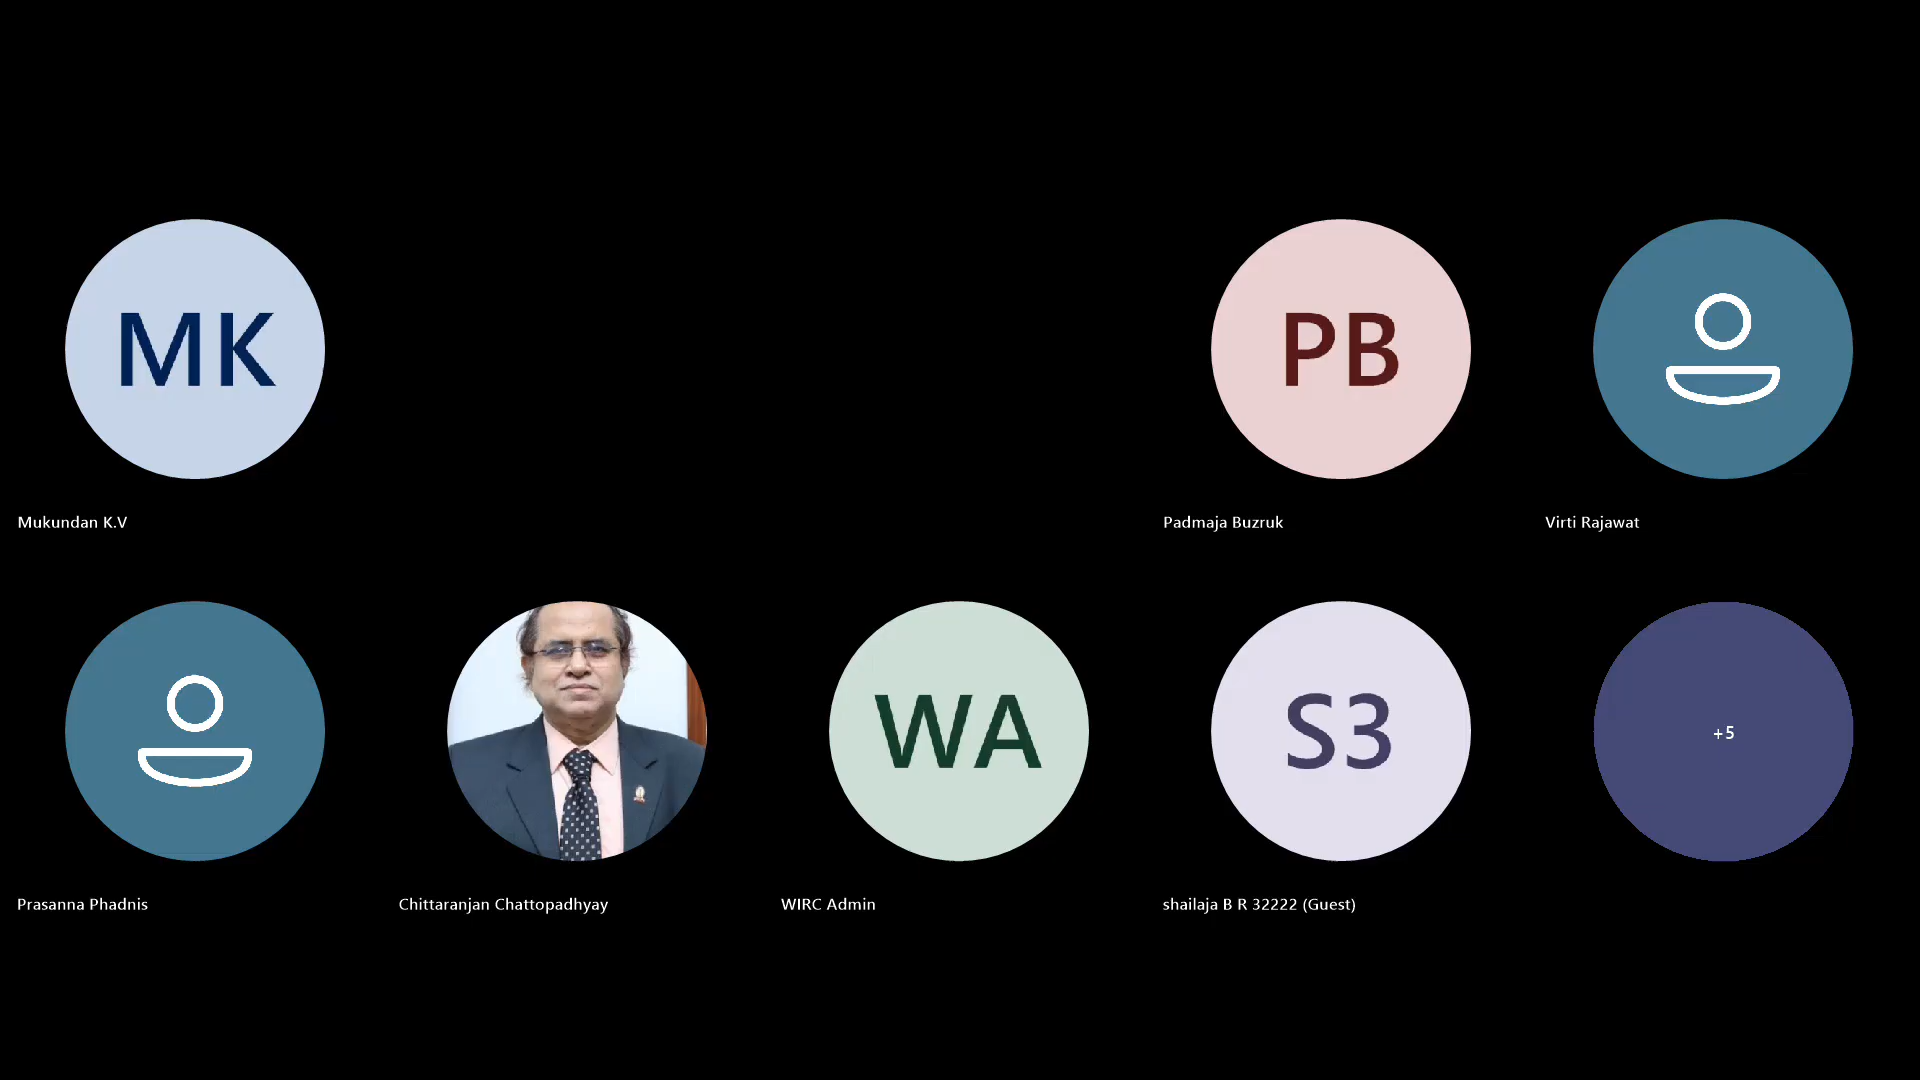 MK
PB
Mukundan K.V
Padmaja Buzruk
Virti Rajawat
WA
S3
+5
Prasanna Phadnis
Chittaranjan Chattopadhyay
WIRC Admin
shailaja B R 32222 (Guest)